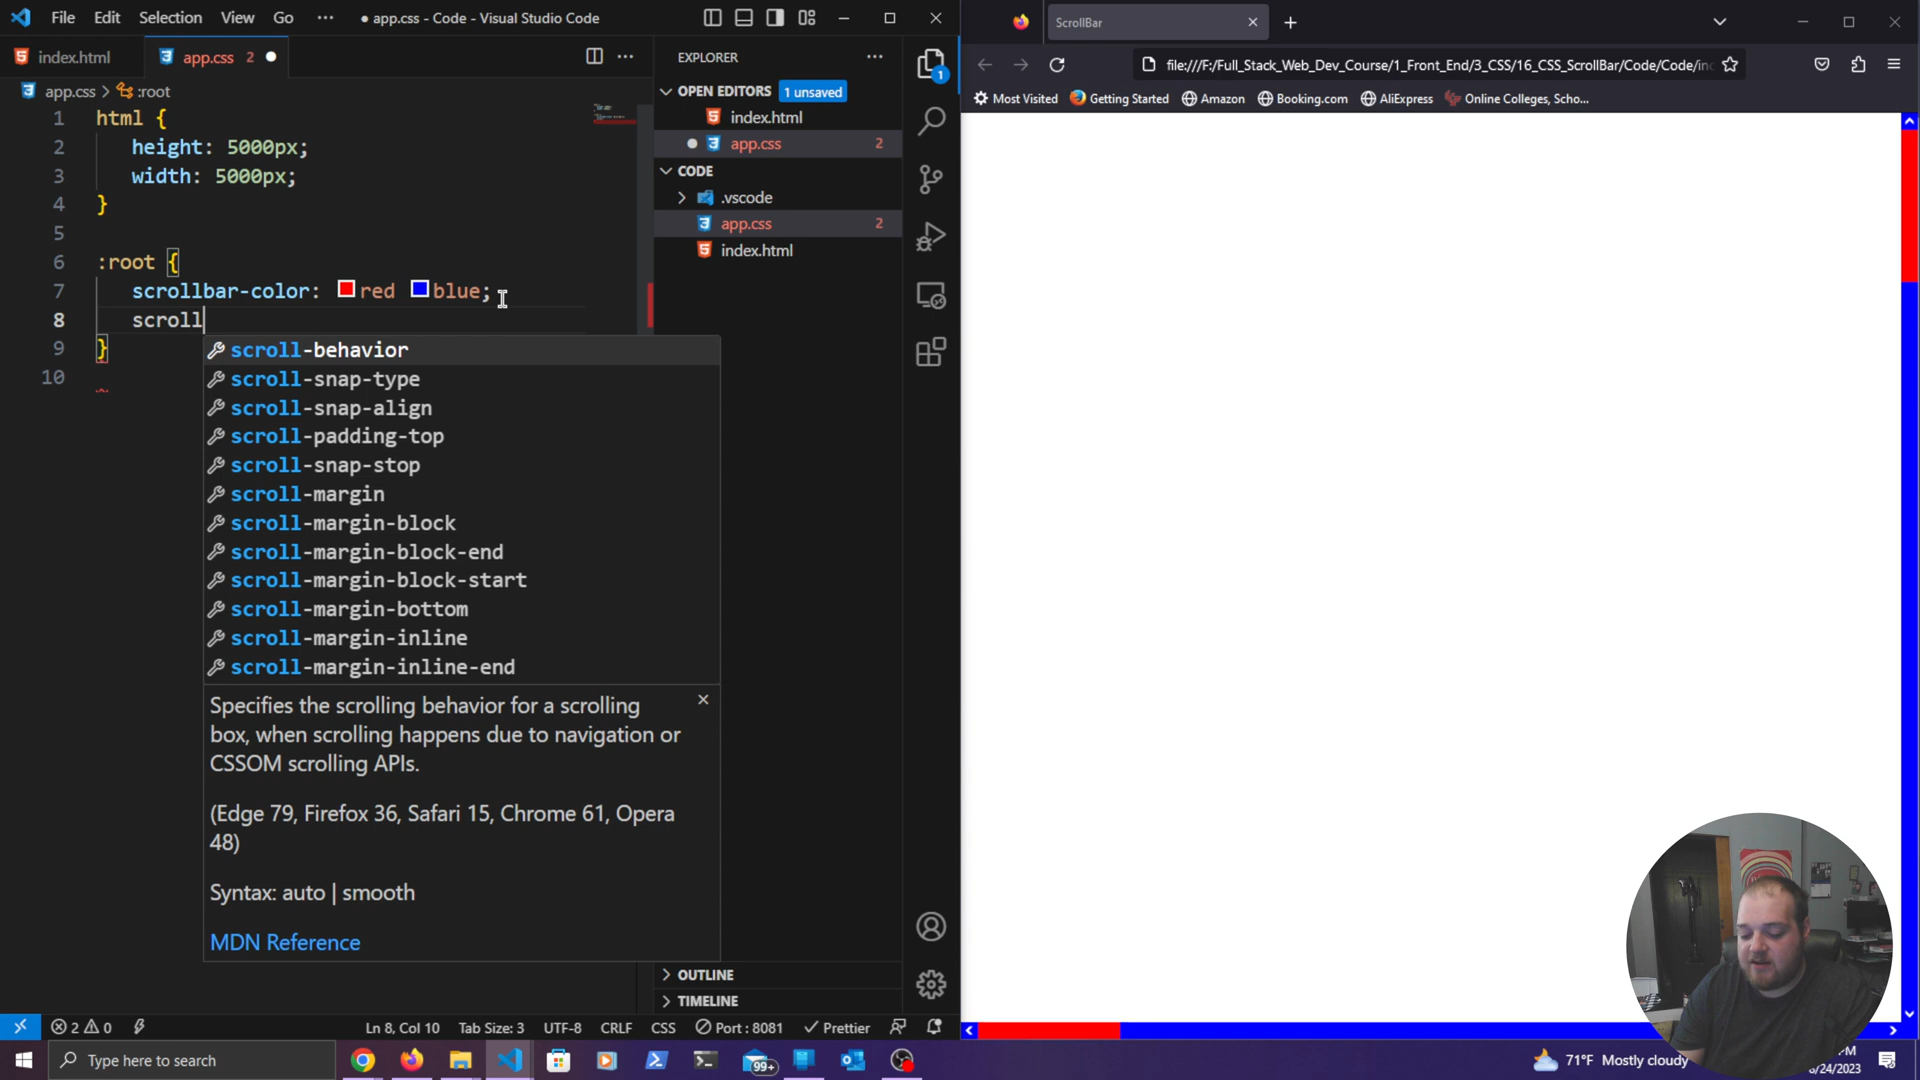 File Edit Selection View Go ··· ● app.css - Code - Visual Studio Code
index.html
app.css 2 ●
app.css > :root
1 html {
2 height: 5000px;
3 width: 5000px;
4 }
5
6 :root {
7 scrollbar-color: red blue;
8 scroll
9 }
10
scroll-behavior
scroll-snap-type
scroll-snap-align
scroll-padding-top
scroll-snap-stop
scroll-margin
scroll-margin-block
scroll-margin-block-end
scroll-margin-block-start
scroll-margin-bottom
scroll-margin-inline
scroll-margin-inline-end
Specifies the scrolling behavior for a scrolling
box, when scrolling happens due to navigation or
CSSOM scrolling APIs.
(Edge 79, Firefox 36, Safari 15, Chrome 61, Opera
48)
Syntax: auto | smooth
MDN Reference
EXPLORER
OPEN EDITORS 1 unsaved
index.html
app.css 2
CODE
.vscode
app.css 2
index.html
OUTLINE
TIMELINE
1
2 0 Ln 8, Col 10 Tab Size: 3 UTF-8 CRLF CSS Port : 8081 Prettier
ScrollBar
file:///F:/Full_Stack_Web_Dev_Course/1_Front_End/3_CSS/16_CSS_ScrollBar/Code/Code/in
Most Visited Getting Started Amazon Booking.com AliExpress Online Colleges, Scho...
Type here to search
99+
71°F Mostly cloudy
PM
/24/2023